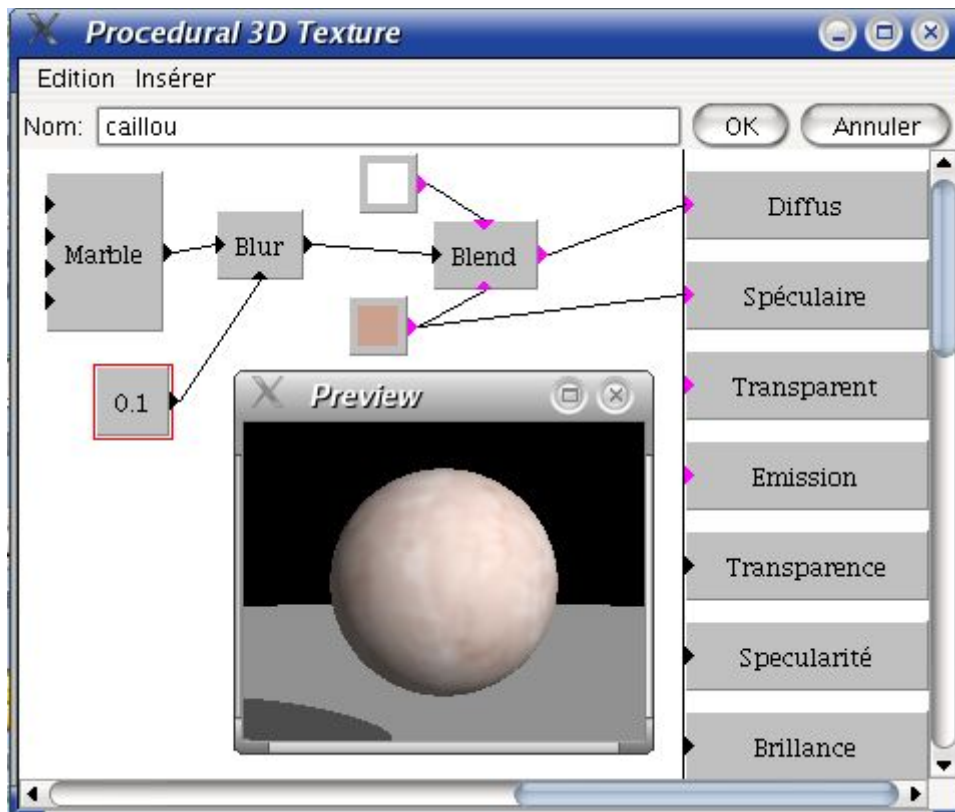 Procedural 3D Texture
Edition Insérer
Nom: caillou OK Annuler
Marble
Blur
Blend
0.1
Preview
Diffus
Spéculaire
Transparent
Emission
Transparence
Specularité
Brillance